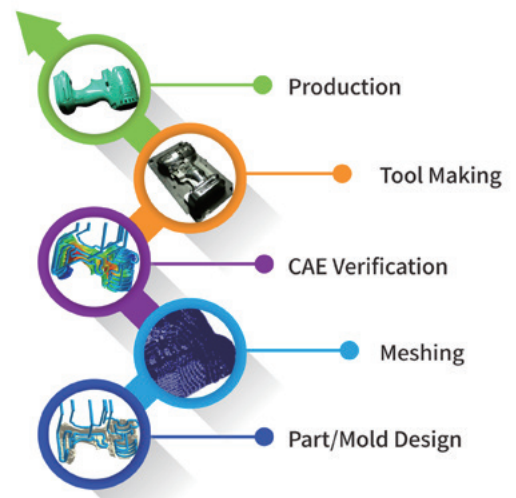 Production
Tool Making
CAE Verification
Meshing
Part/Mold Design